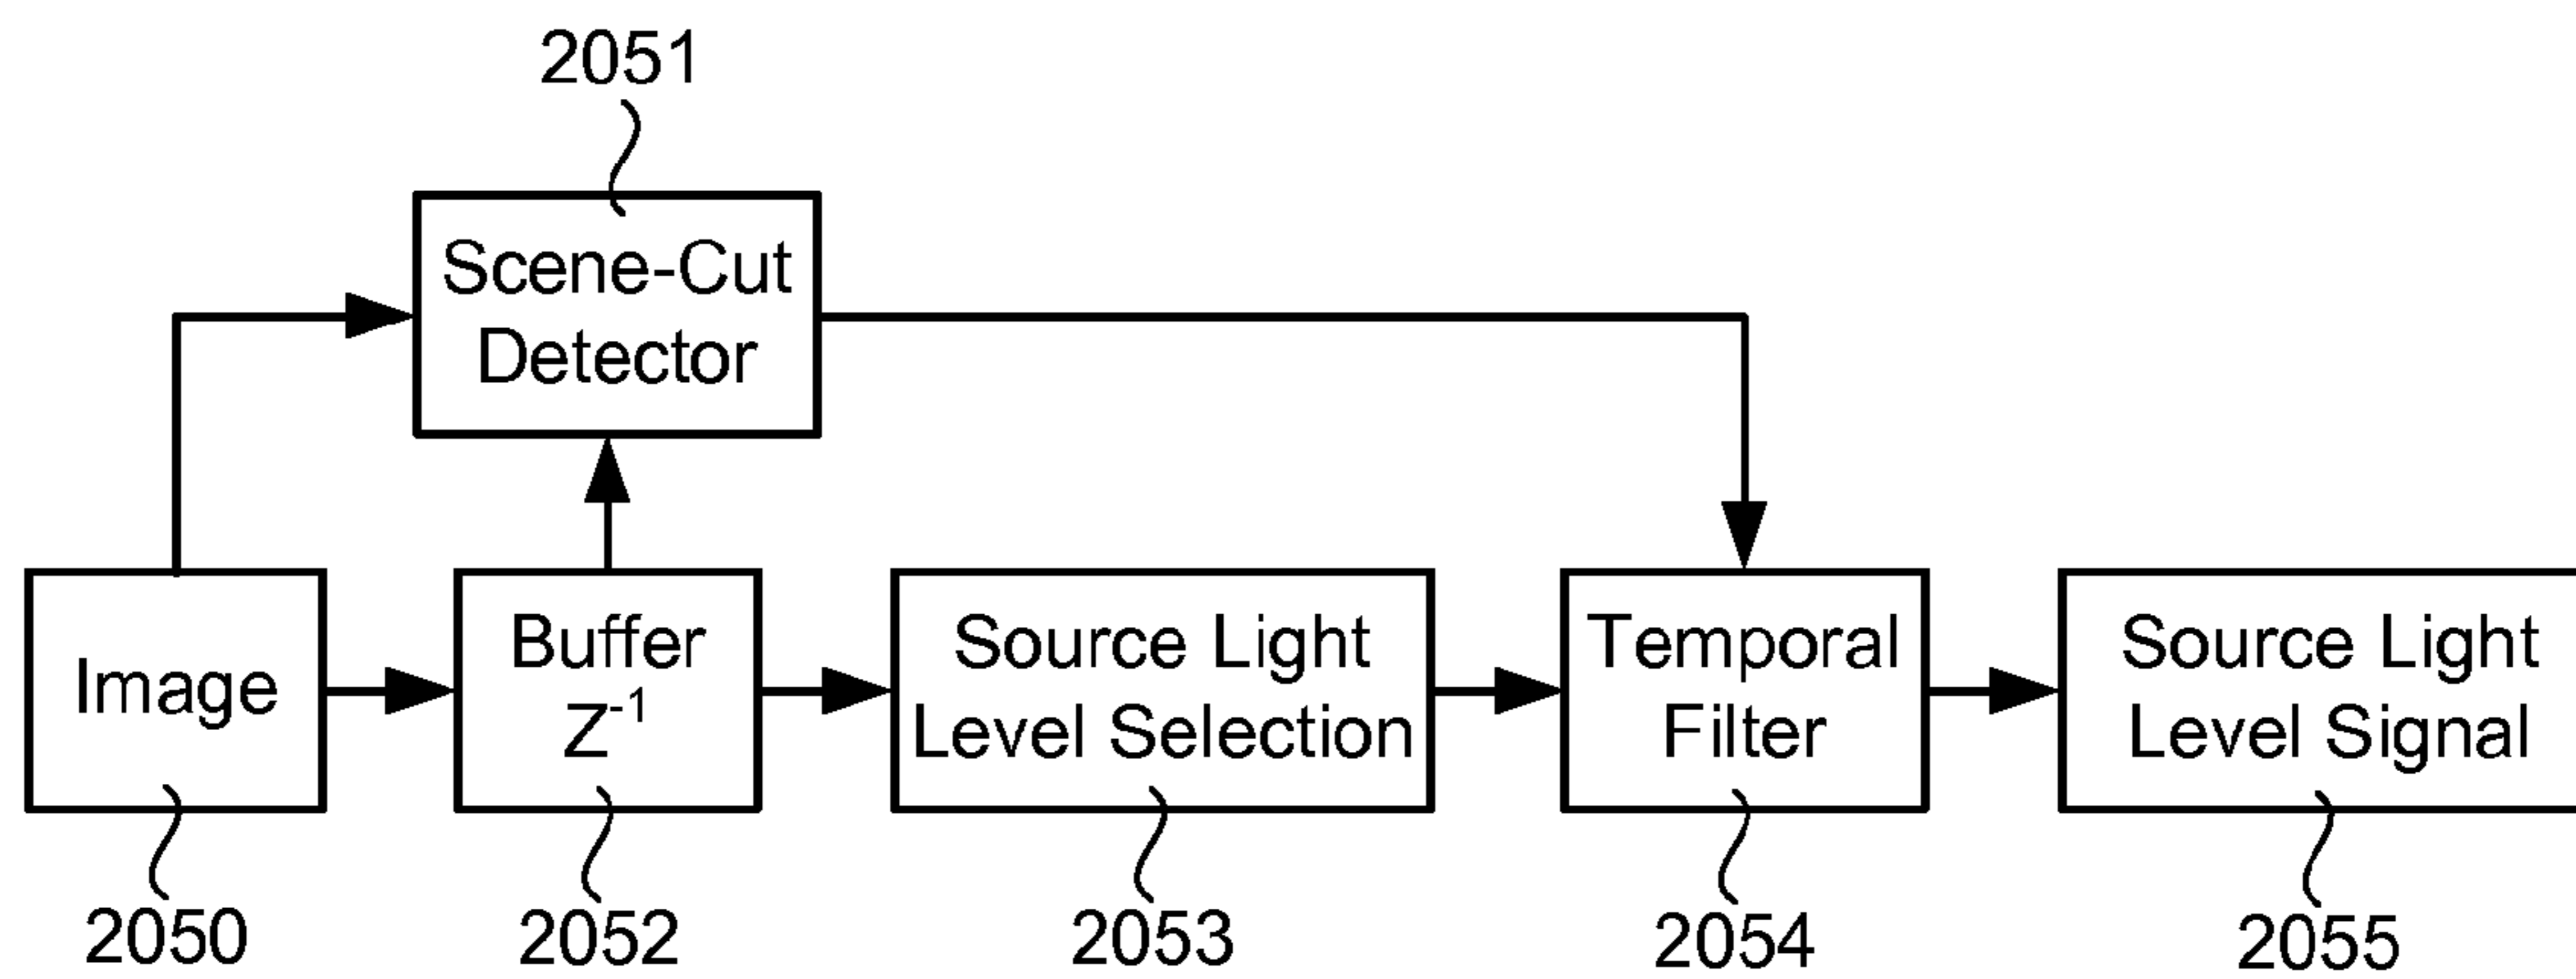 2051
Scene-Cut
Detector
Image
Buffer
Z-1
Source Light
Level Selection
Temporal
Filter
Source Light
Level Signal
2050
2052
2053
2054
2055